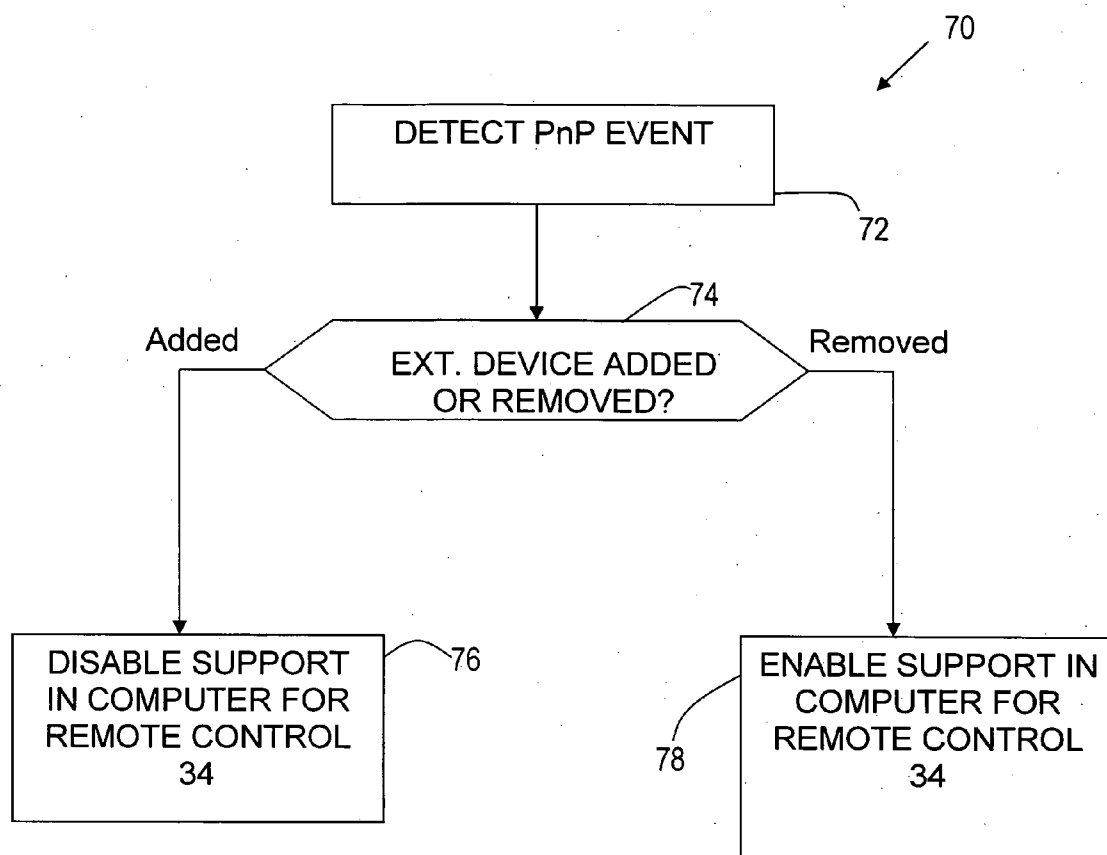 70
DETECT PnP EVENT
72
74
Added
Removed
EXT. DEVICE ADDED
OR REMOVED?
DISABLE SUPPORT
IN COMPUTER FOR
REMOTE CONTROL
34
76
ENABLE SUPPORT IN
COMPUTER FOR
REMOTE CONTROL
34
78